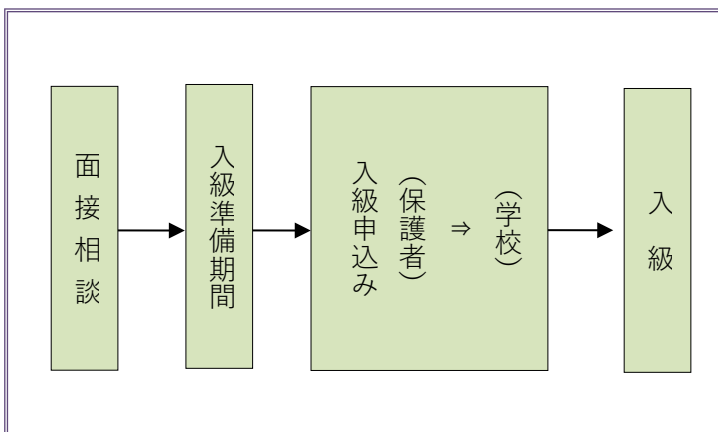 面接相談
入級準備期間
入級申込み
（保護者）
⇒
（学校）
入級